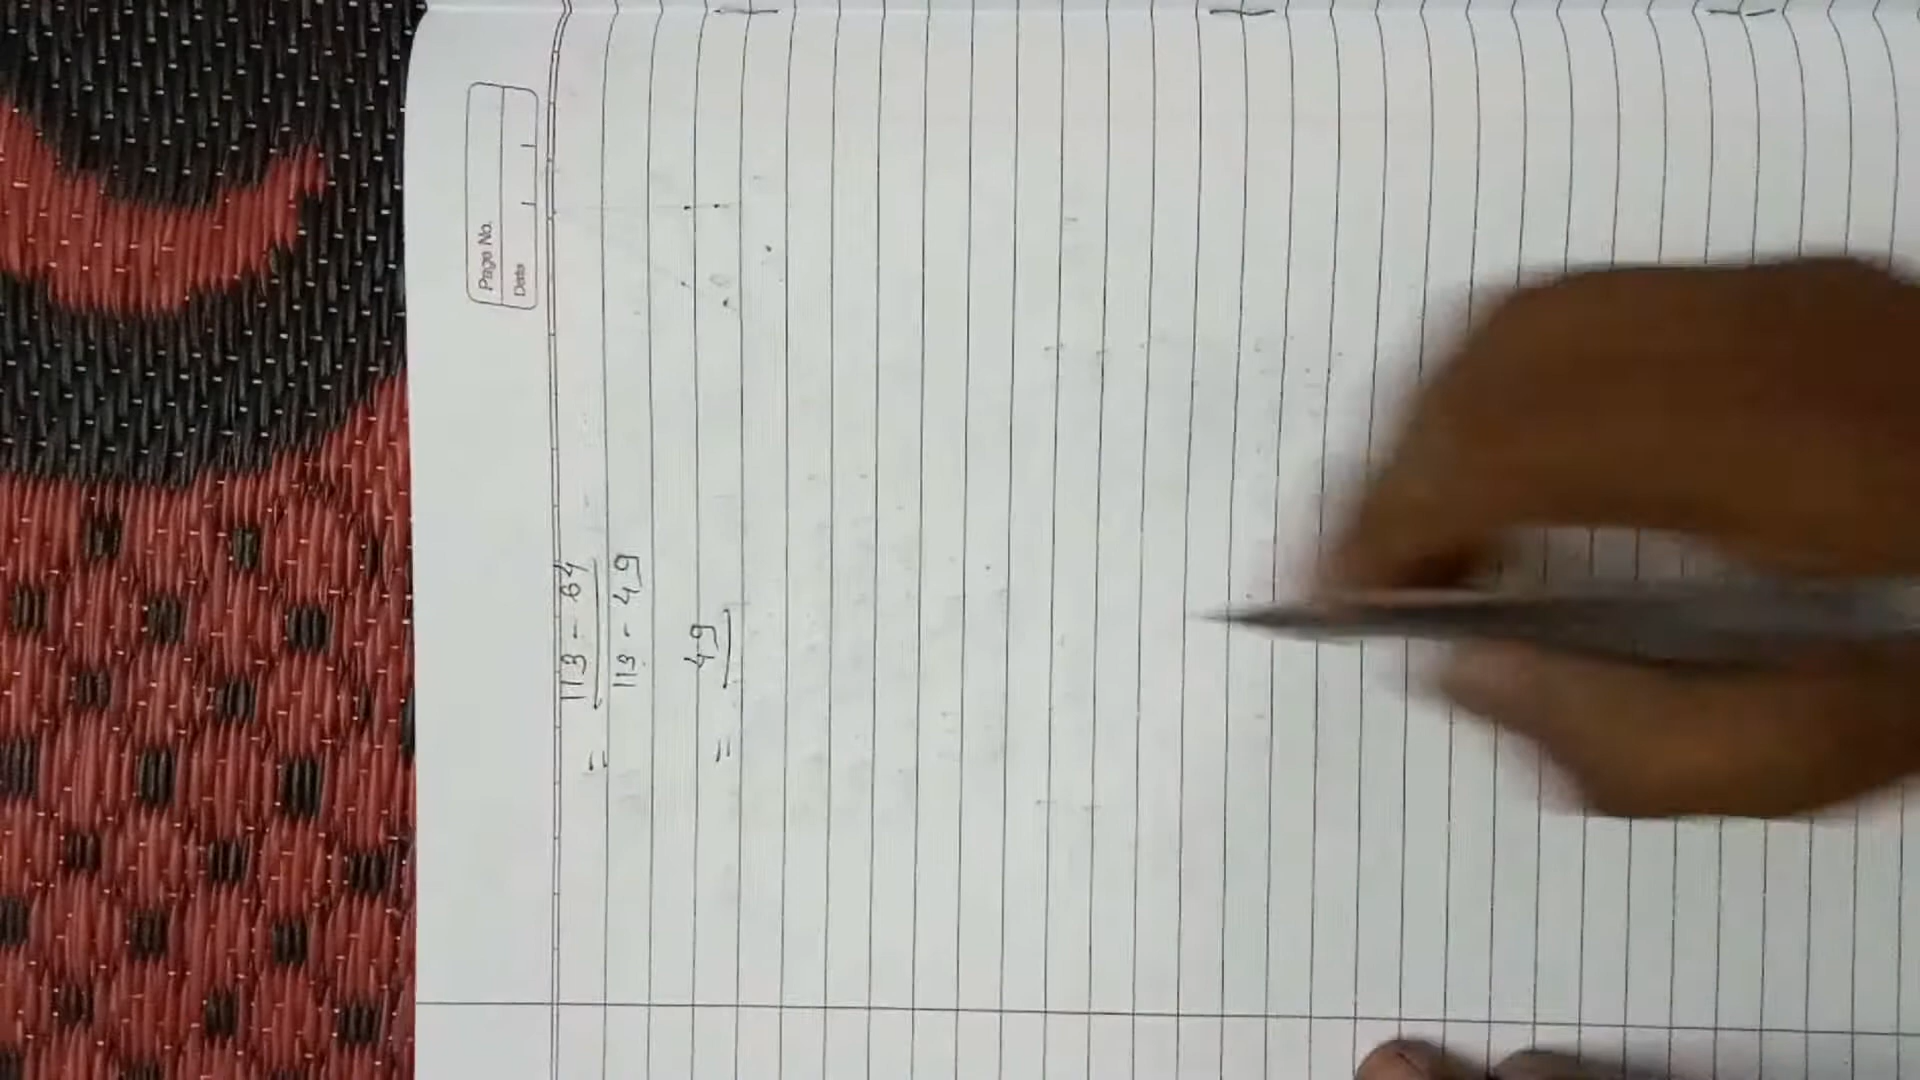 Page No.
Date
= 113 - 64
113 - 49
= 49